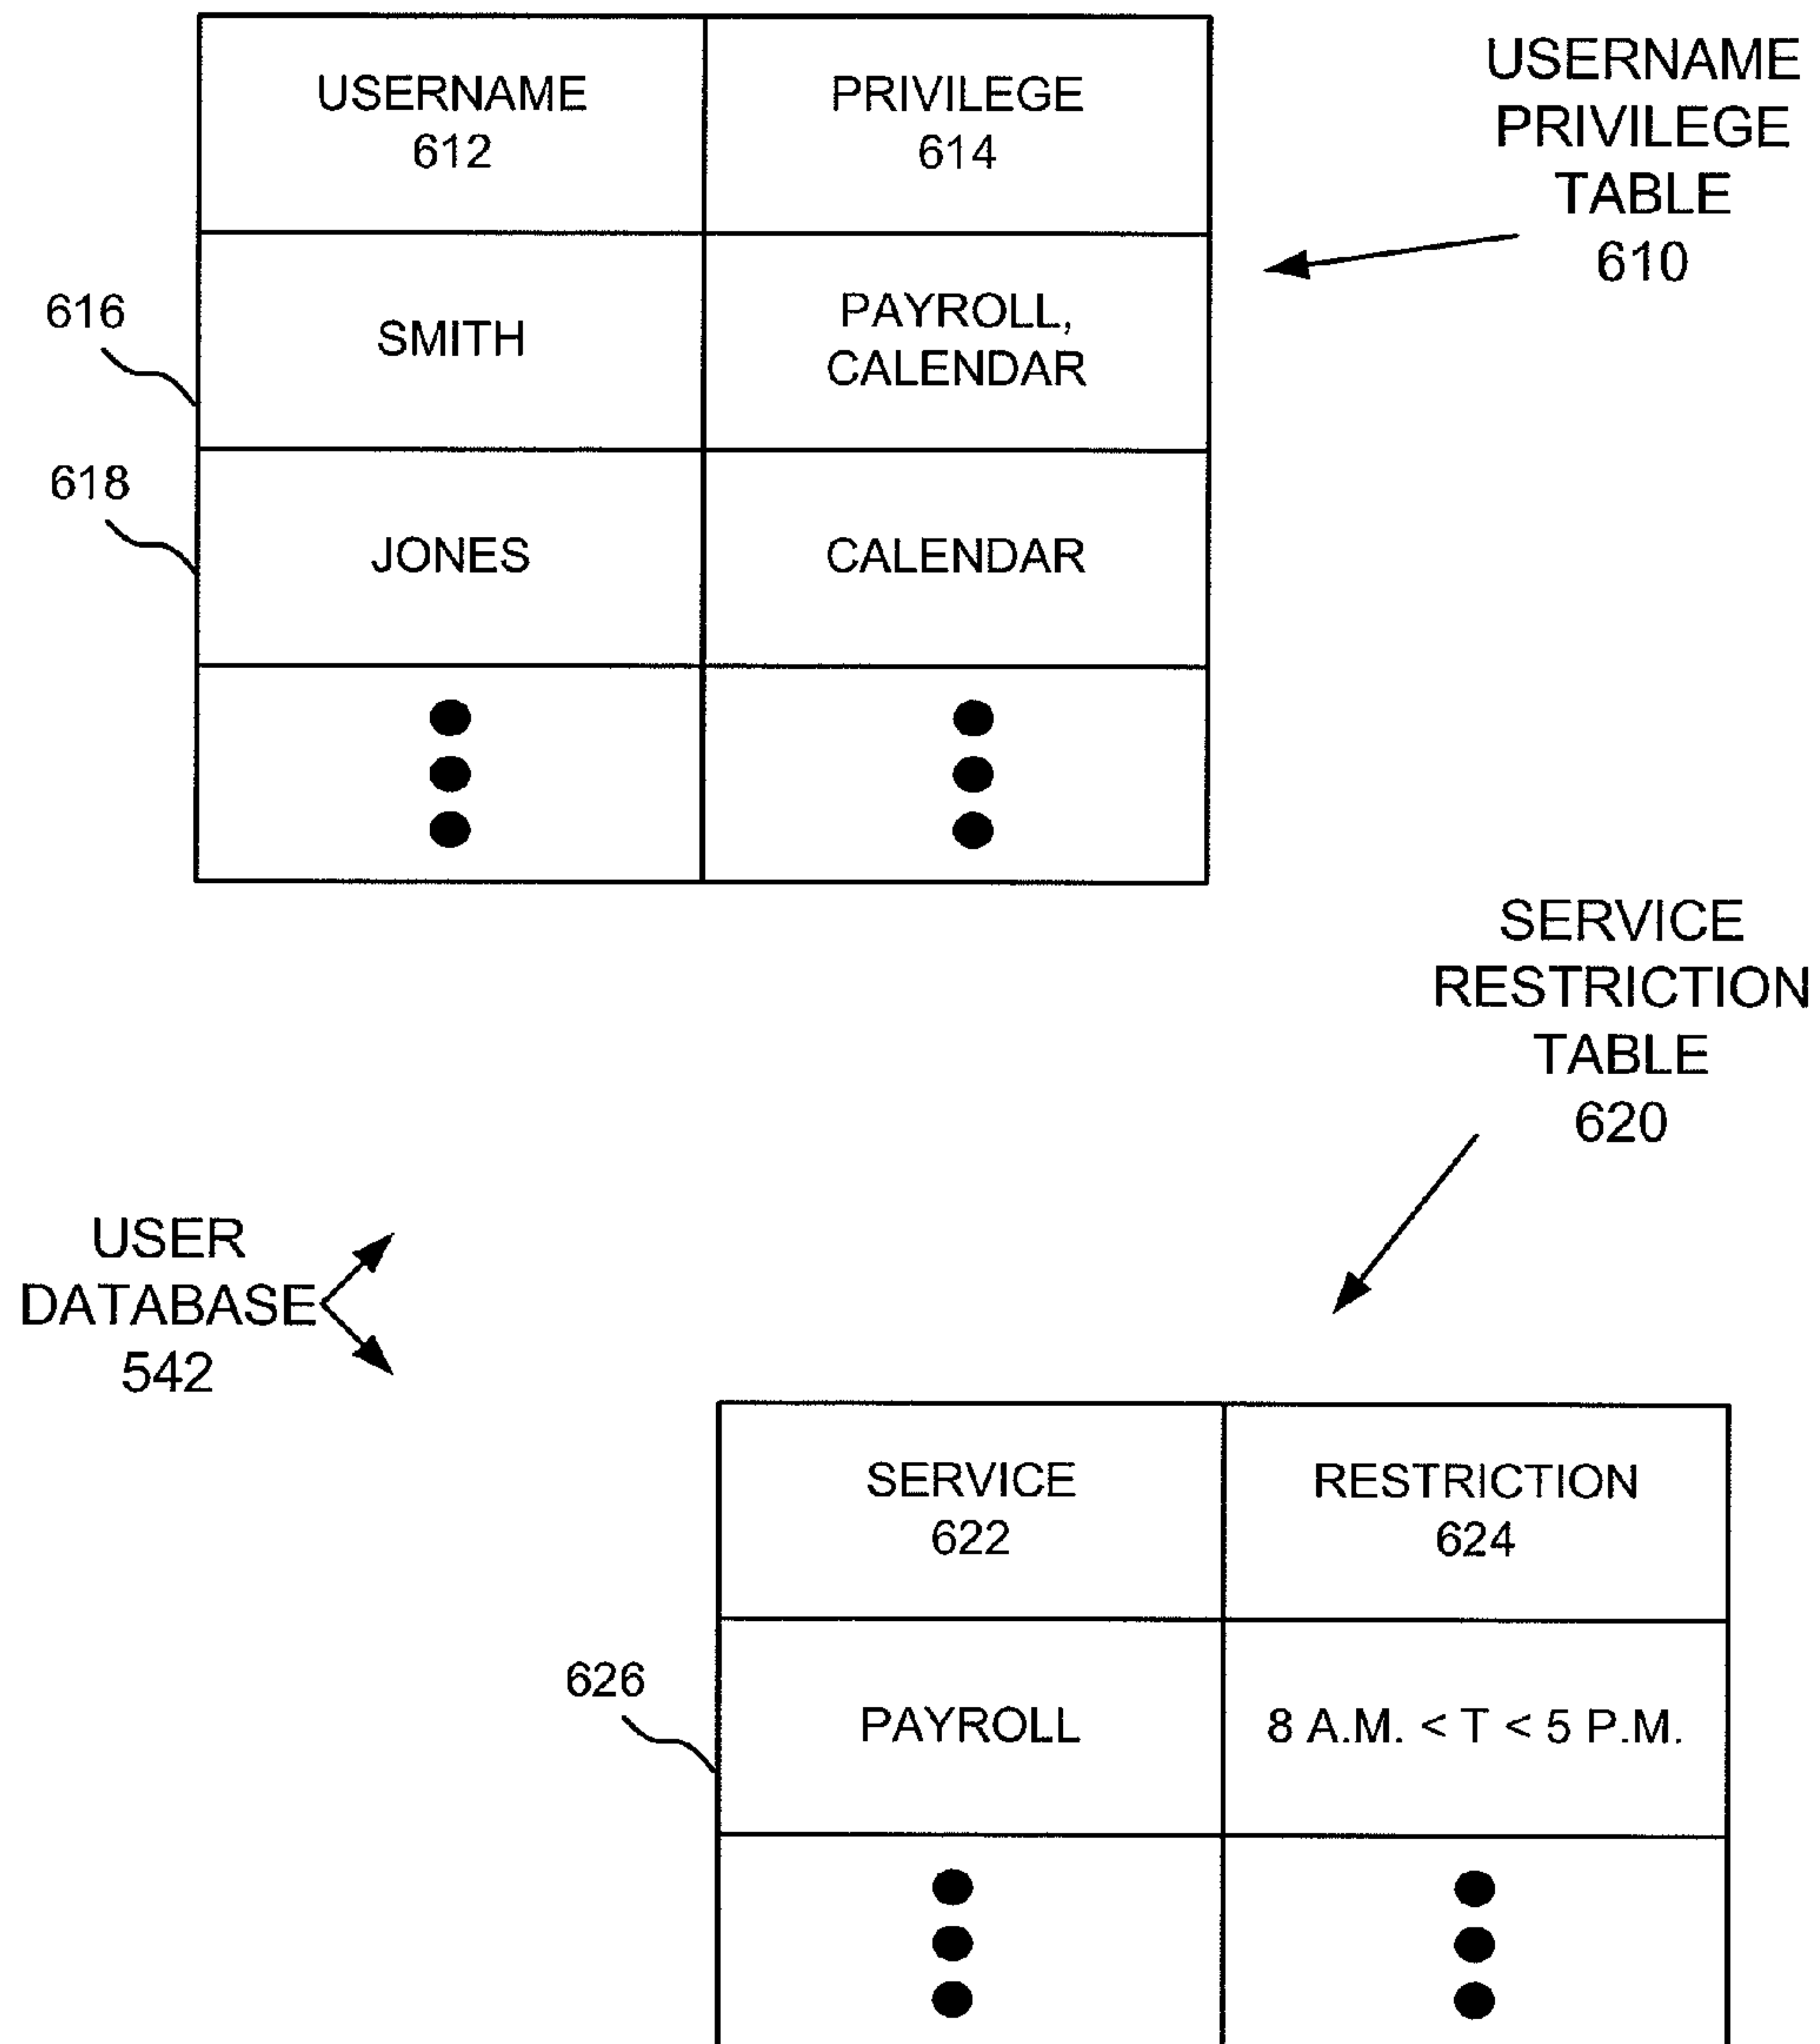 USERNAME
612
PRIVILEGE
614
USERNAME
PRIVILEGE
TABLE
610
616
SMITH
PAYROLL,
CALENDAR
618
JONES
CALENDAR
SERVICE
RESTRICTION
TABLE
620
USER
DATABASE
542
SERVICE
622
RESTRICTION
624
626
PAYROLL
8 A.M. < T < 5 P.M.